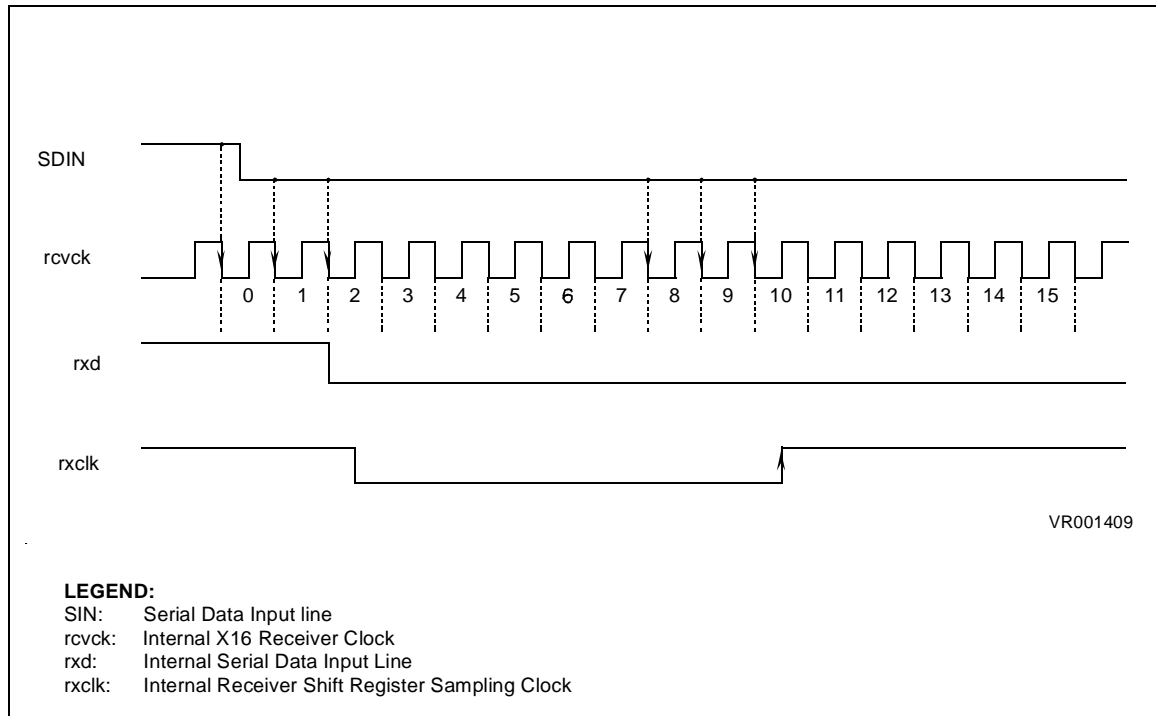 SDIN
rcvck
0 1 2 3 4 5 6 7 8 9 10 11 12 13 14 15
rxd
rxclk
VR001409
LEGEND:
SIN: Serial Data Input line
rcvck: Internal X16 Receiver Clock
rxd: Internal Serial Data Input Line
rxclk: Internal Receiver Shift Register Sampling Clock